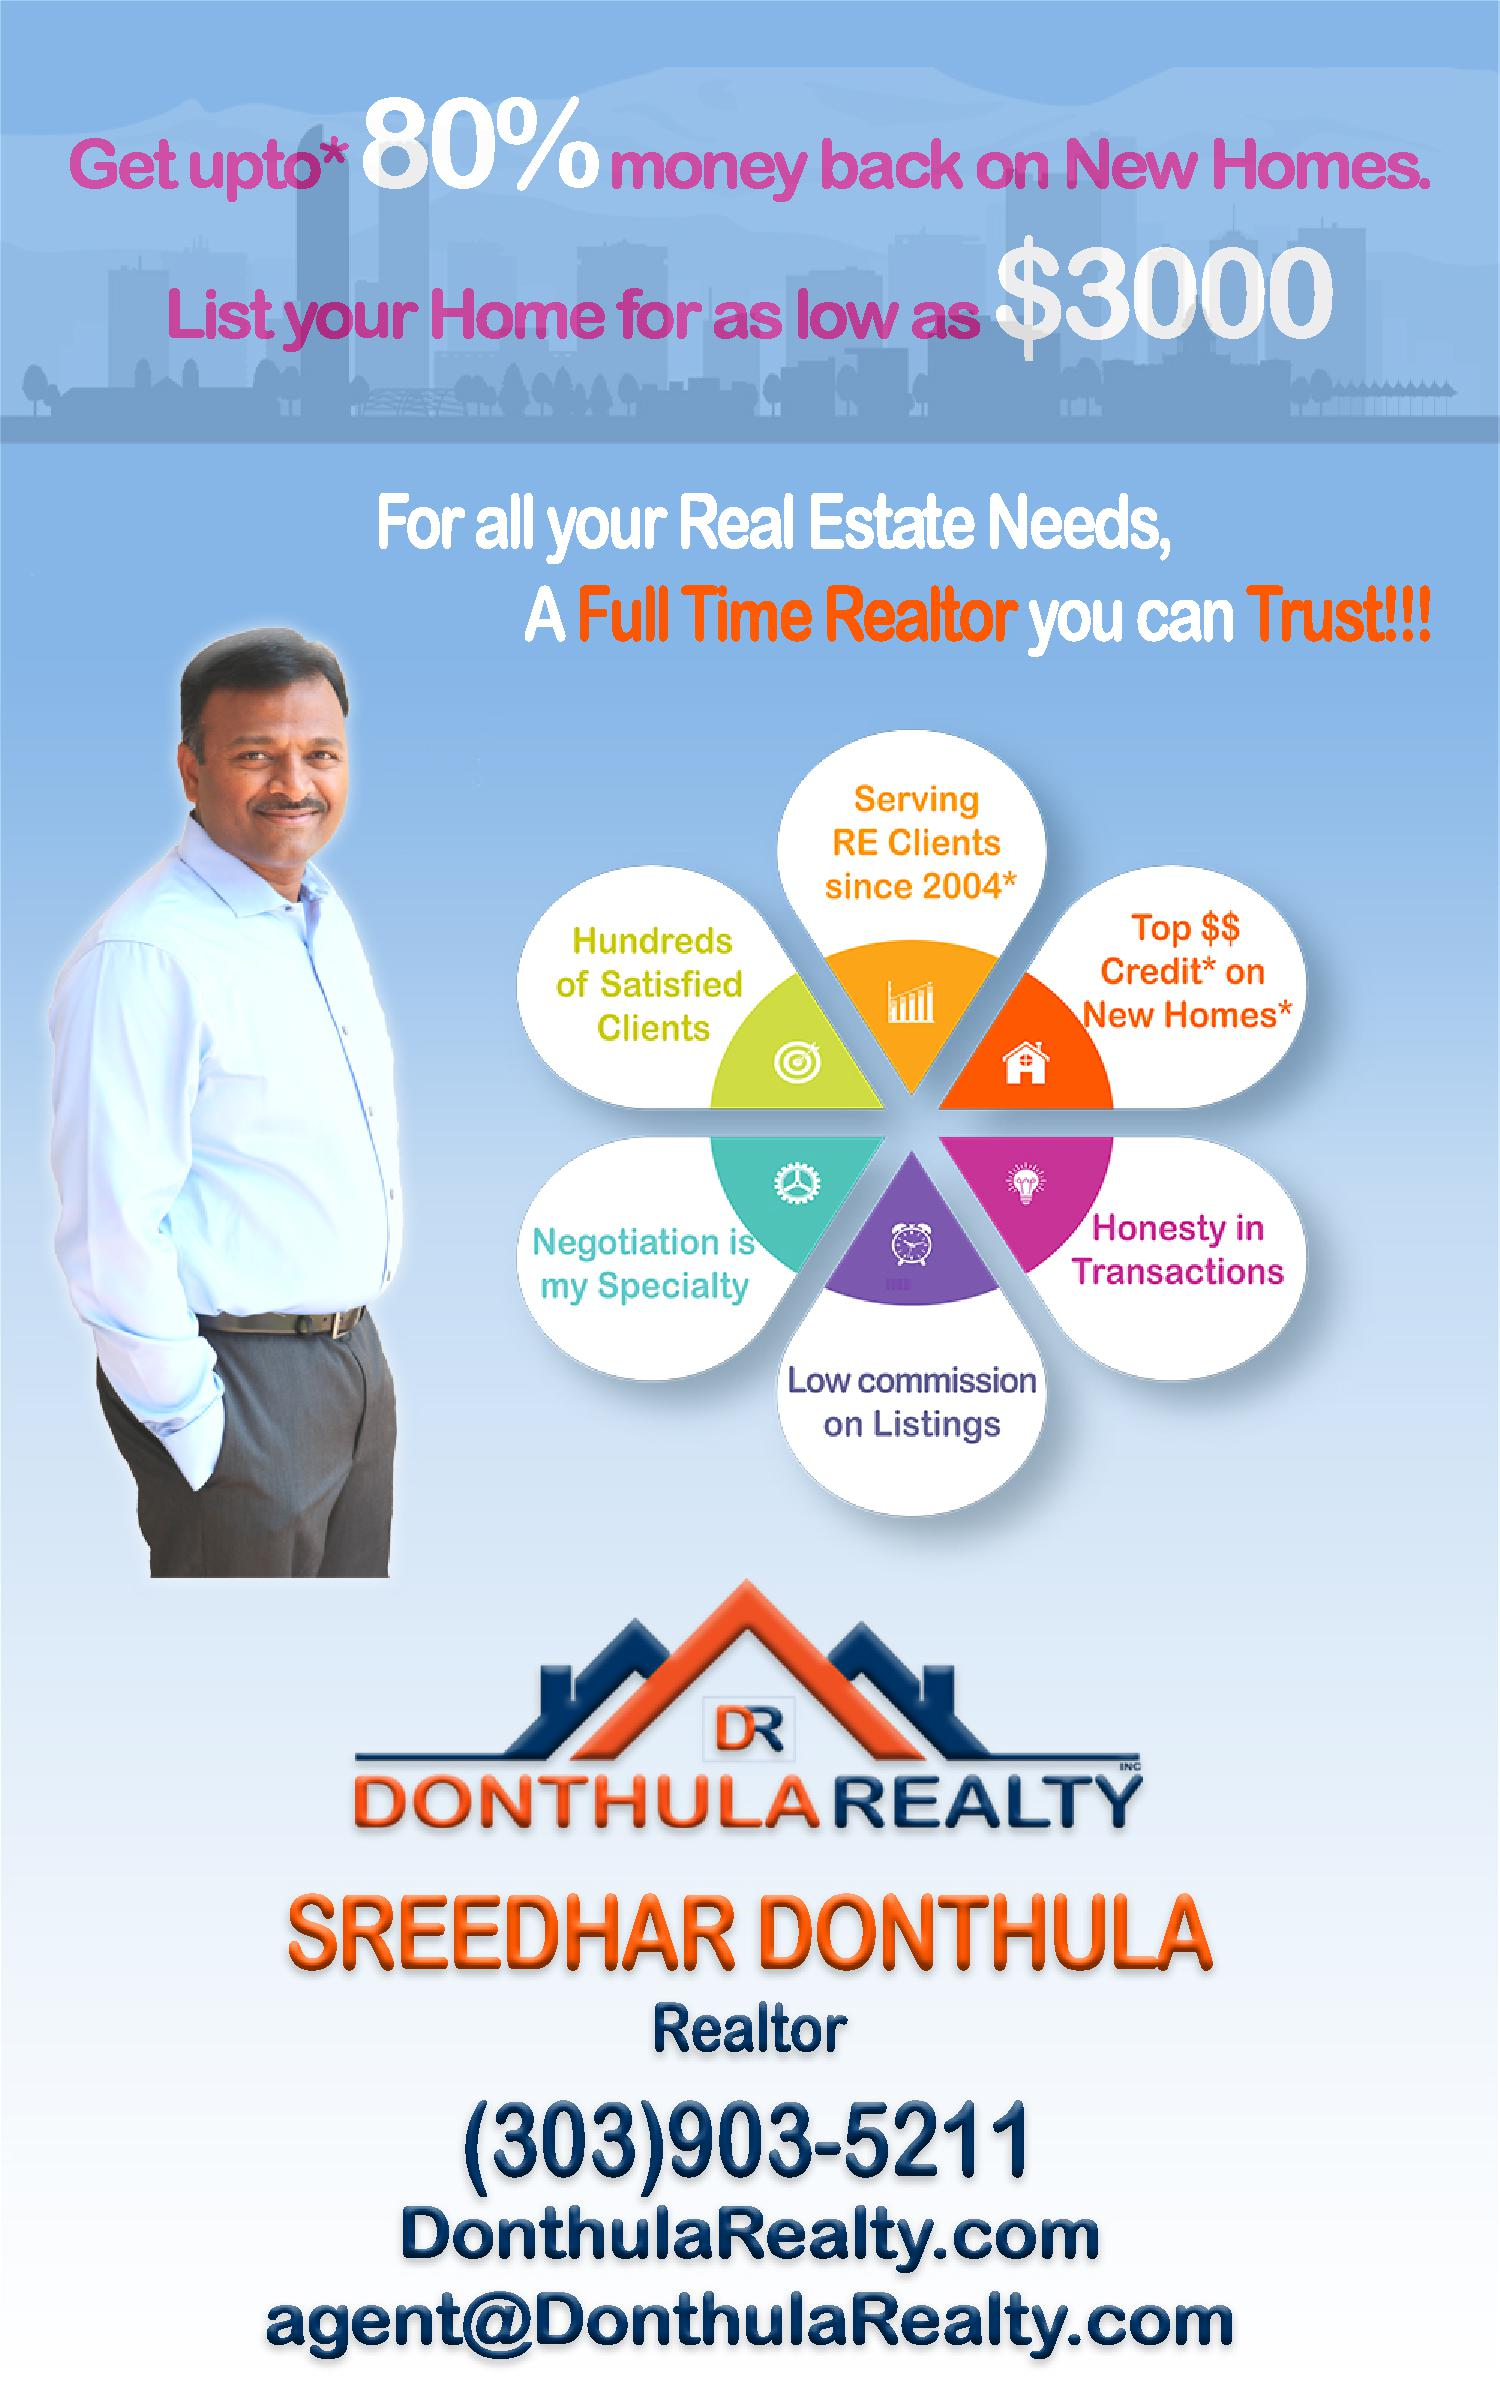 Get upto* 80% money back on New Homes.
List your Home for as low as $3000
For all your Real Estate Needs,
A Full Time Realtor you can Trust!!!
Serving
RE Clients
since 2004*
Hundreds
of Satisfied
Clients
Top $$
Credit* on
New Homes*
Negotiation is
my Specialty
Honesty in
Transactions
Low commission
on Listings
DR
DONTHULA REALTY INC
SREEDHAR DONTHULA
Realtor
(303)903-5211
DonthulaRealty.com
agent@DonthulaRealty.com